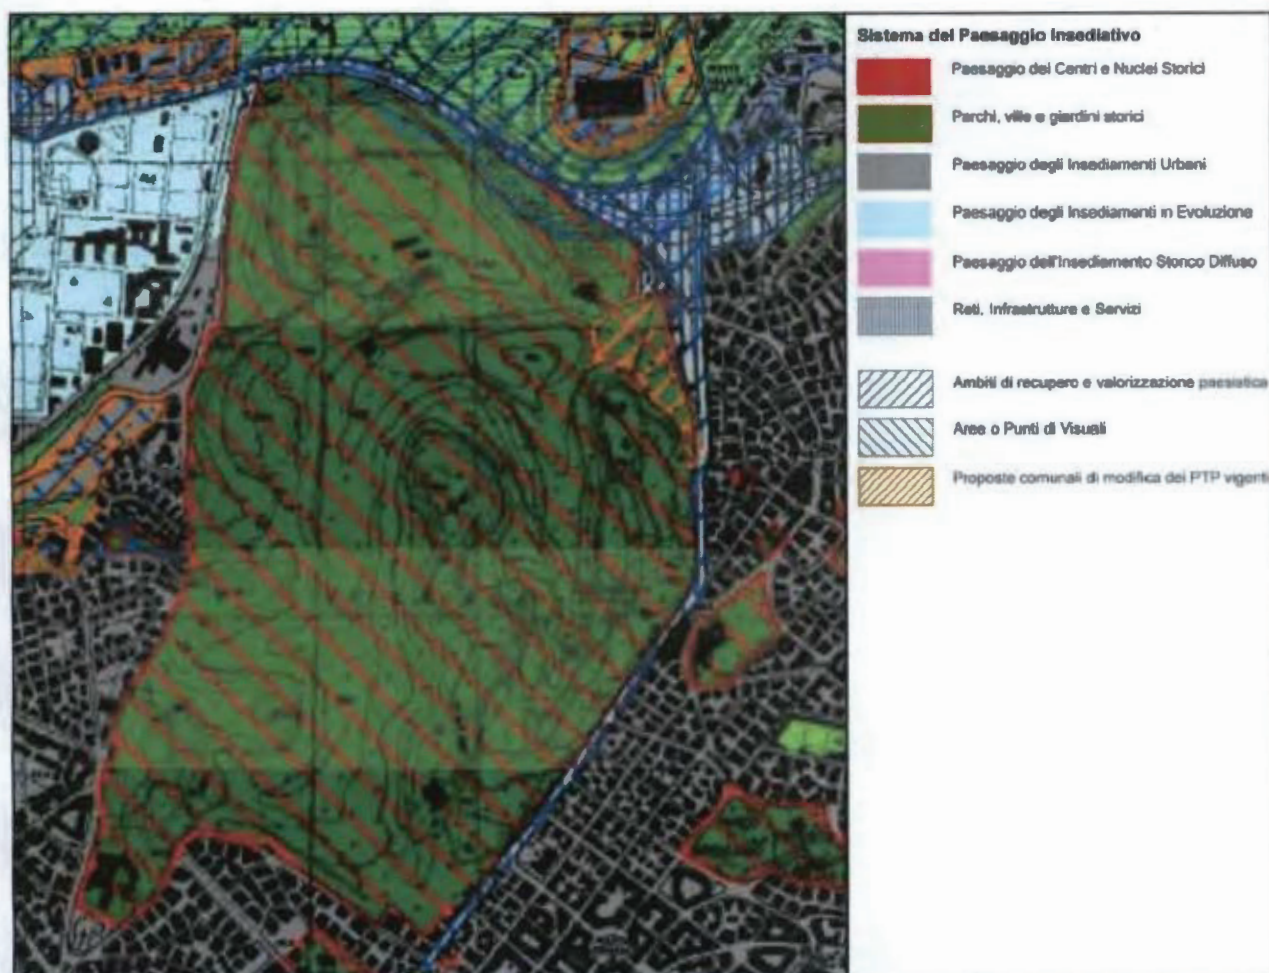 Sistema del Paesaggio Insediativo
Paesaggio dei Centri e Nuclei Storici
Parchi, ville e giardini storici
Paesaggio degli Insediamenti Urbani
Paesaggio degli Insediamenti in Evoluzione
Paesaggio dell'Insediamento Storico Diffuso
Reti, Infrastrutture e Servizi
Ambiti di recupero e valorizzazione paesistica
Aree o Punti di Visuali
Proposte comunali di modifica dei PTP vigenti